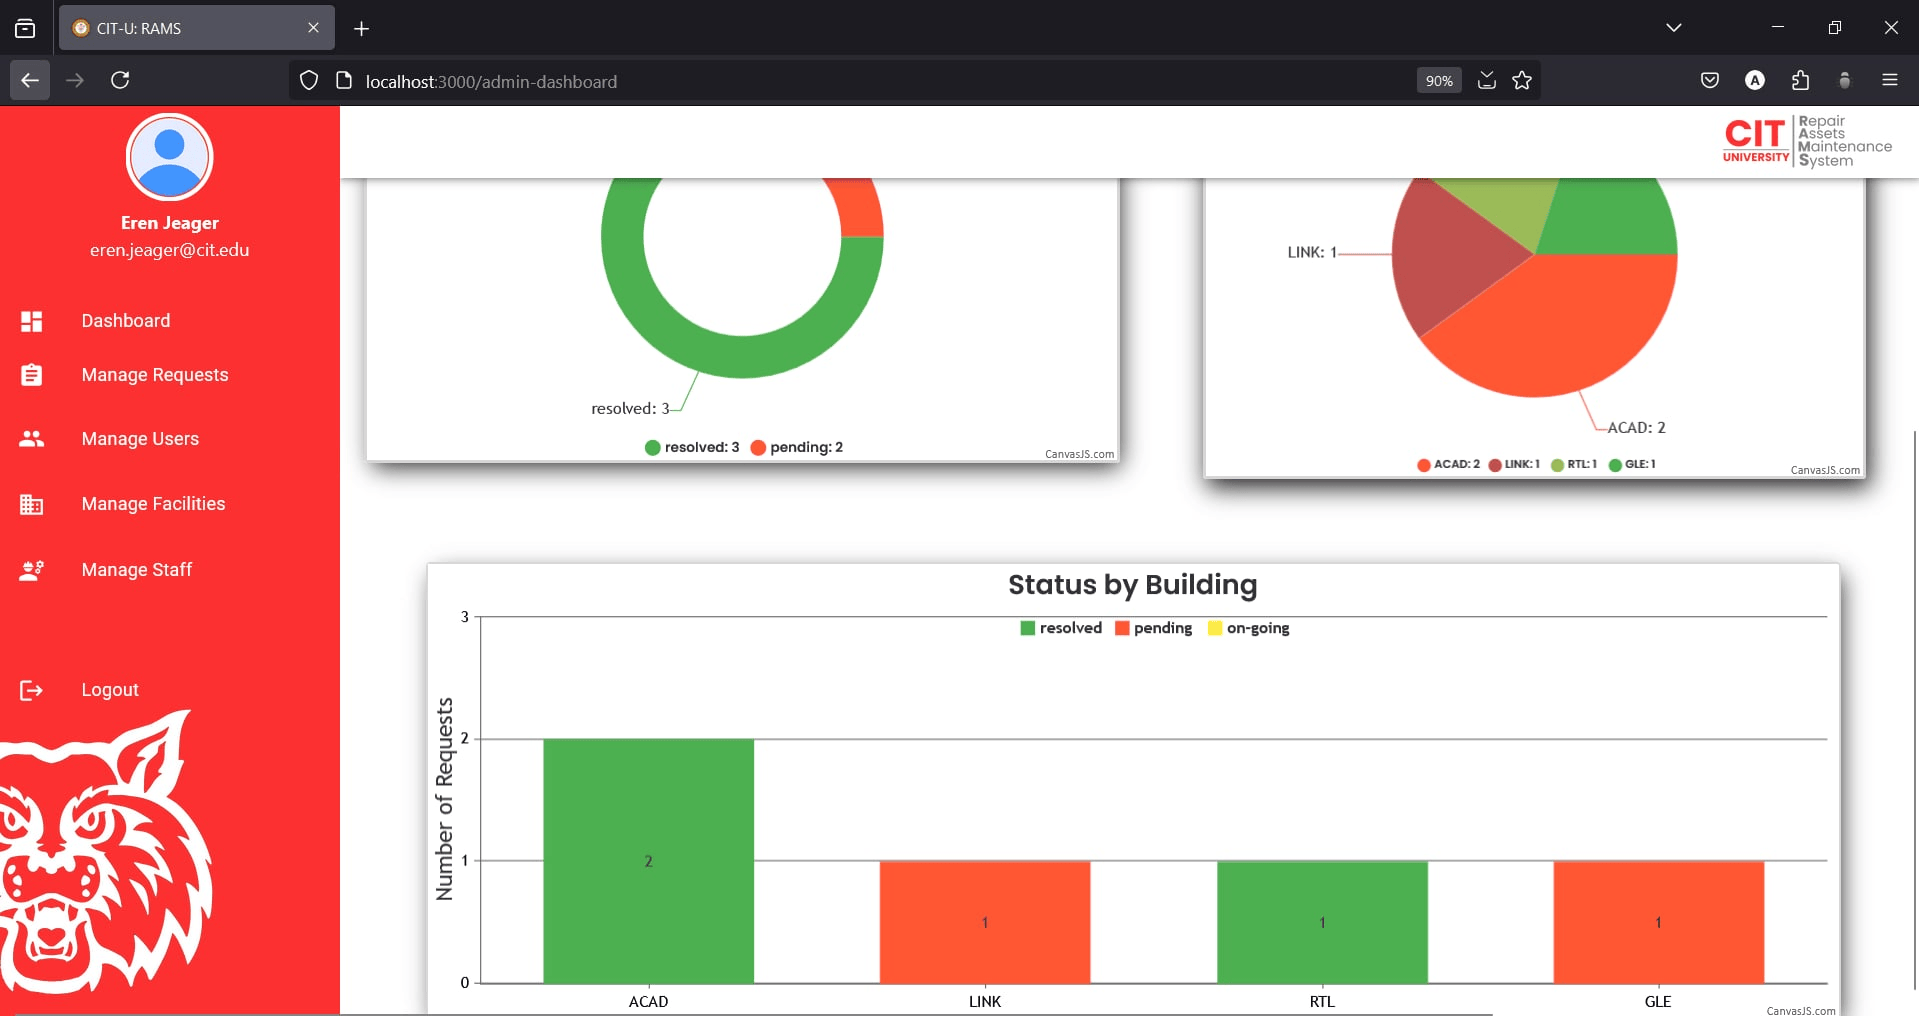 CIT-U: RAMS
localhost:3000/admin-dashboard
90%
A
Eren Jeager
eren.jeager@cit.edu
Dashboard
Manage Requests
Manage Users
Manage Facilities
Manage Staff
Logout
CIT
UNIVERSITY
Repair
Assets
Maintenance
System
resolved: 3
resolved: 3 pending: 2
CanvasJS.com
LINK: 1
ACAD: 2
ACAD: 2 LINK: 1 RTL: 1 GLE: 1
CanvasJS.com
Status by Building
resolved pending on-going
Number of Requests
3
2
1
0
2
1
1
1
ACAD LINK RTL GLE
CanvasJS.com